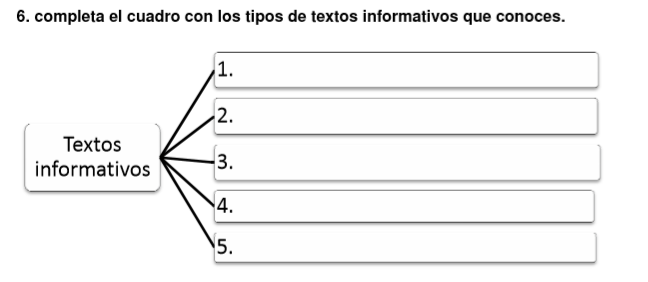 6. completa el cuadro con los tipos de textos informativos que conoces.
1.
2.
Textos
informativos
3.
4.
5.